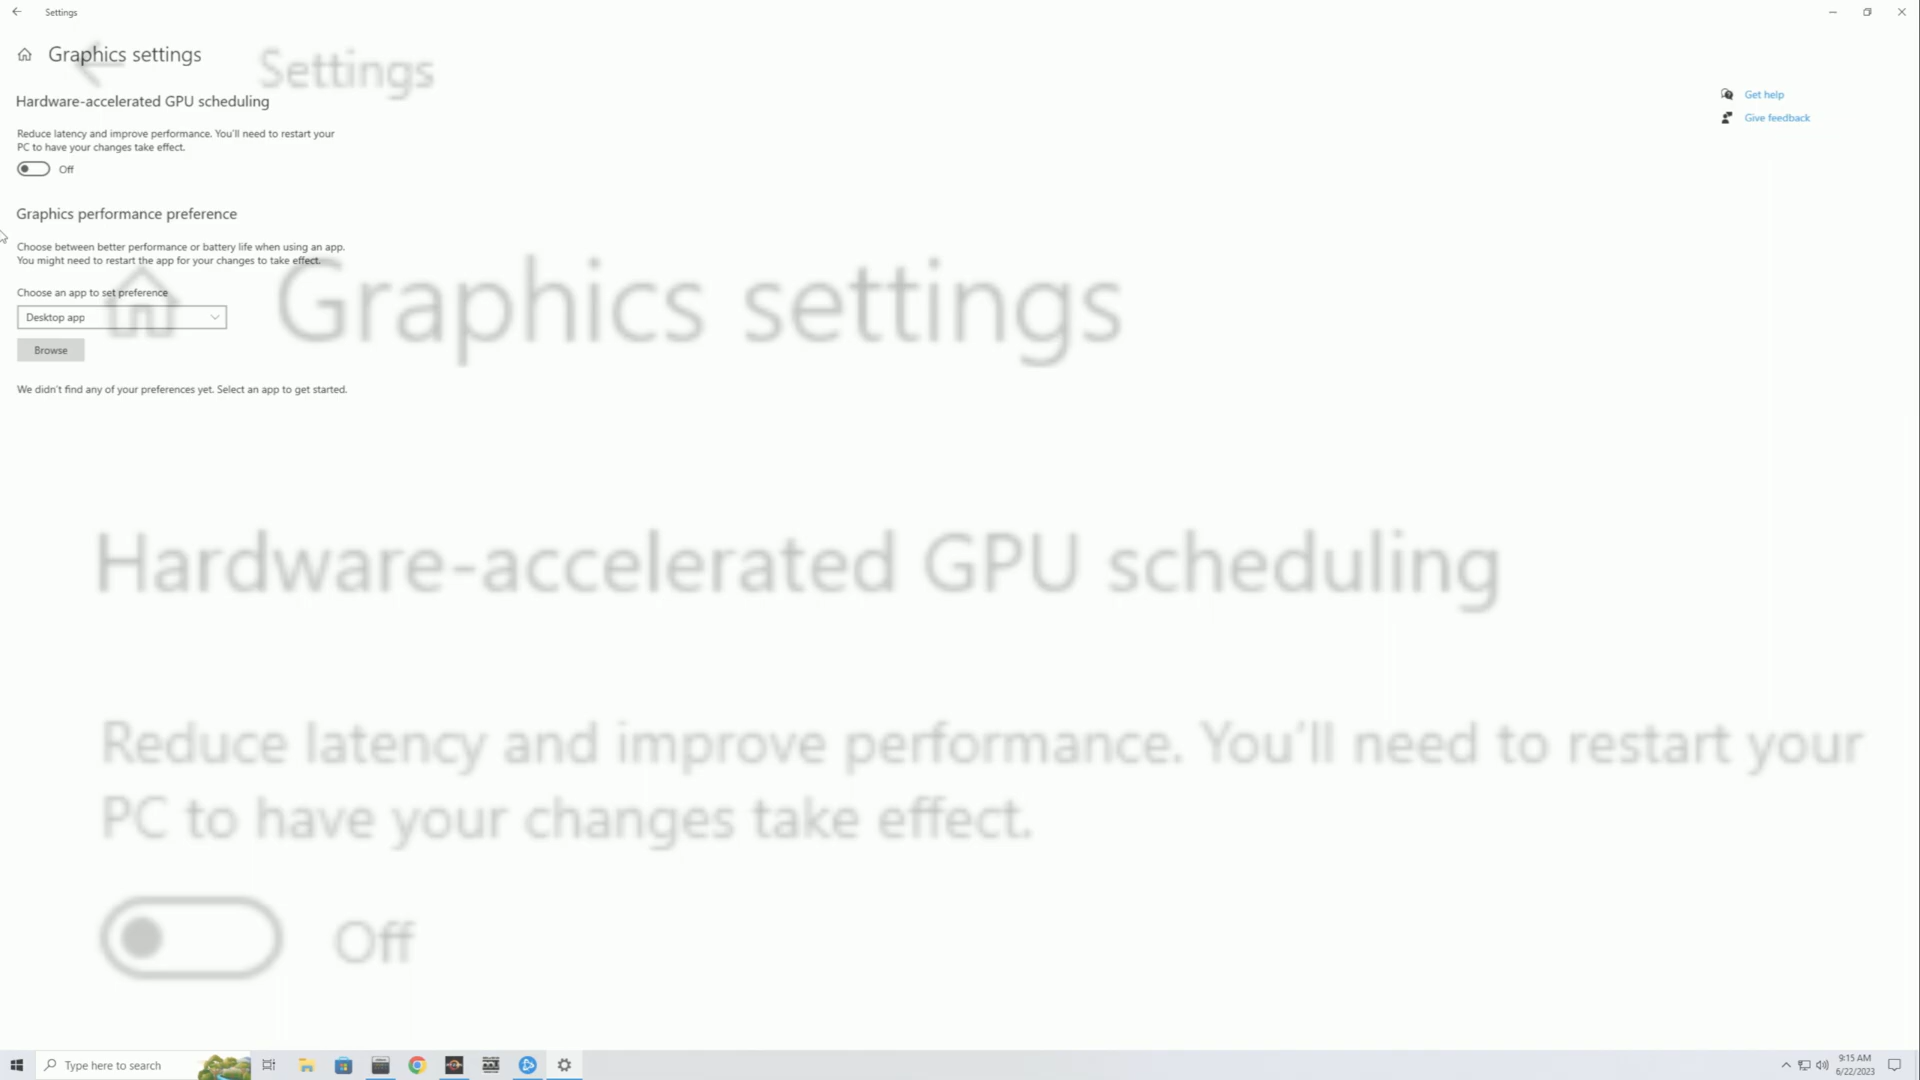 Settings
Graphics settings
Settings
Hardware-accelerated GPU scheduling
Get help
Give feedback
Reduce latency and improve performance. You'll need to restart your
PC to have your changes take effect.
Off
Graphics performance preference
Choose between better performance or battery life when using an app.
You might need to restart the app for your changes to take effect.
Graphics settings
Choose an app to set preference
Desktop app
Browse
We didn't find any of your preferences yet. Select an app to get started.
Hardware-accelerated GPU scheduling
Reduce latency and improve performance. You'll need to restart your
PC to have your changes take effect.
Off
Type here to search
9:15 AM
6/22/2023